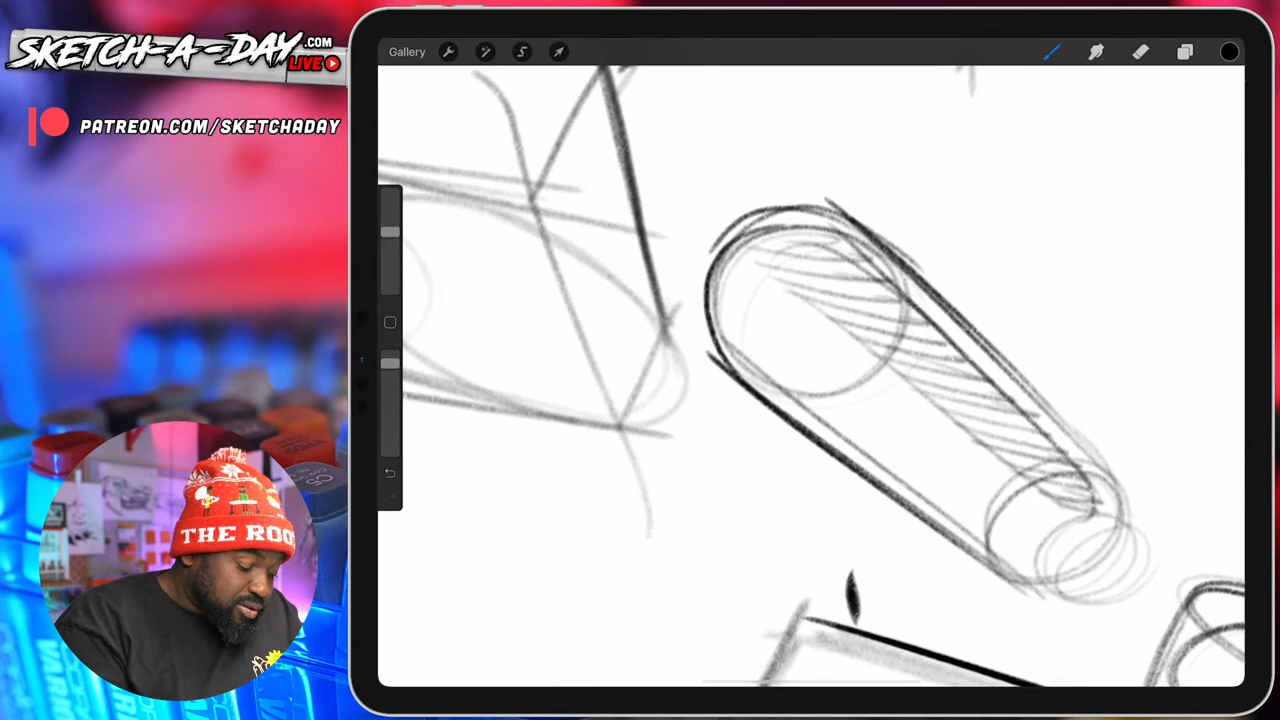 SKETCH-A-DAY.COM
LIVE
PATREON.COM/SKETCHADAY
Gallery
THE ROO